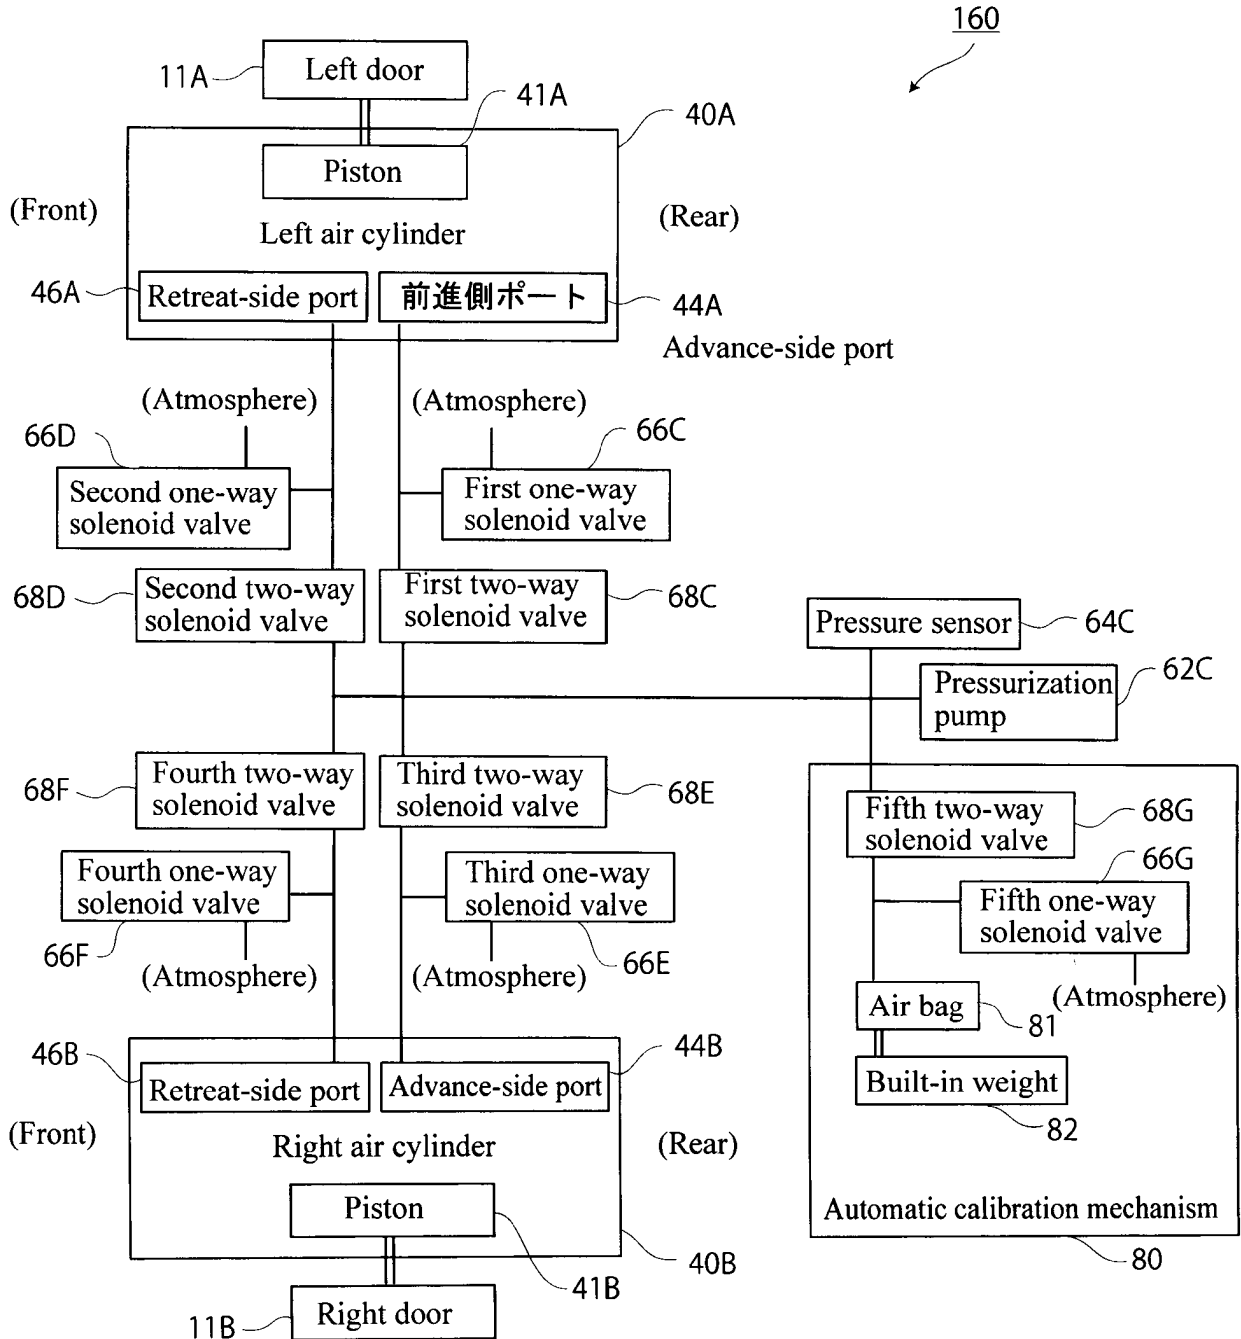 160
Left door
11A
41A
40A
Piston
(Front)
(Rear)
Left air cylinder
46A
Retreat-side port
前進側ポート
44A
Advance-side port
(Atmosphere)
(Atmosphere)
66D
66C
Second one-way
solenoid valve
First one-way
solenoid valve
68D
Second two-way
solenoid valve
First two-way
solenoid valve
68C
Pressure sensor
64C
Pressurization
pump
62C
68F
Fourth two-way
solenoid valve
Third two-way
solenoid valve
68E
Fifth two-way
solenoid valve
68G
66G
Fourth one-way
solenoid valve
Third one-way
solenoid valve
Fifth one-way
solenoid valve
66F
(Atmosphere)
(Atmosphere)
66E
Air bag
(Atmosphere)
81
46B
44B
Retreat-side port
Advance-side port
Built-in weight
82
(Front)
Right air cylinder
(Rear)
Piston
Automatic calibration mechanism
80
40B
41B
Right door
11B